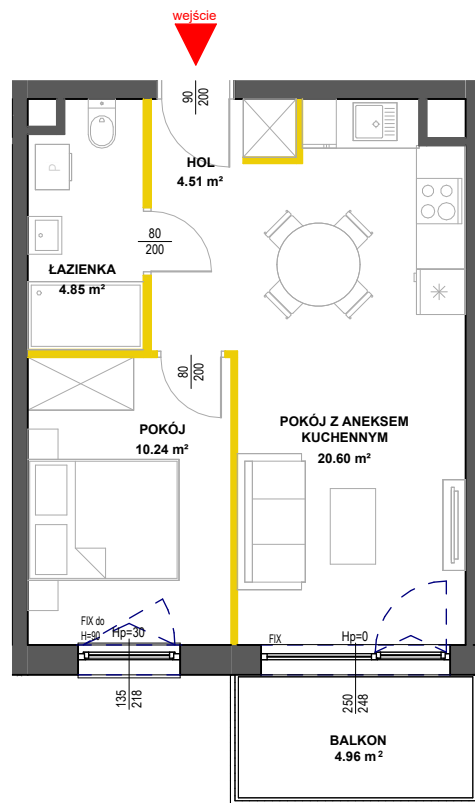 wejście
90
200
HOL
4.51 m²
P
80
200
ŁAZIENKA
4.85 m²
80
200
POKÓJ
10.24 m²
POKÓJ Z ANEKSEM
KUCHENNYM
20.60 m²
FIX do
H=90
Hp=30
FIX
Hp=0
135
218
250
248
BALKON
4.96 m²